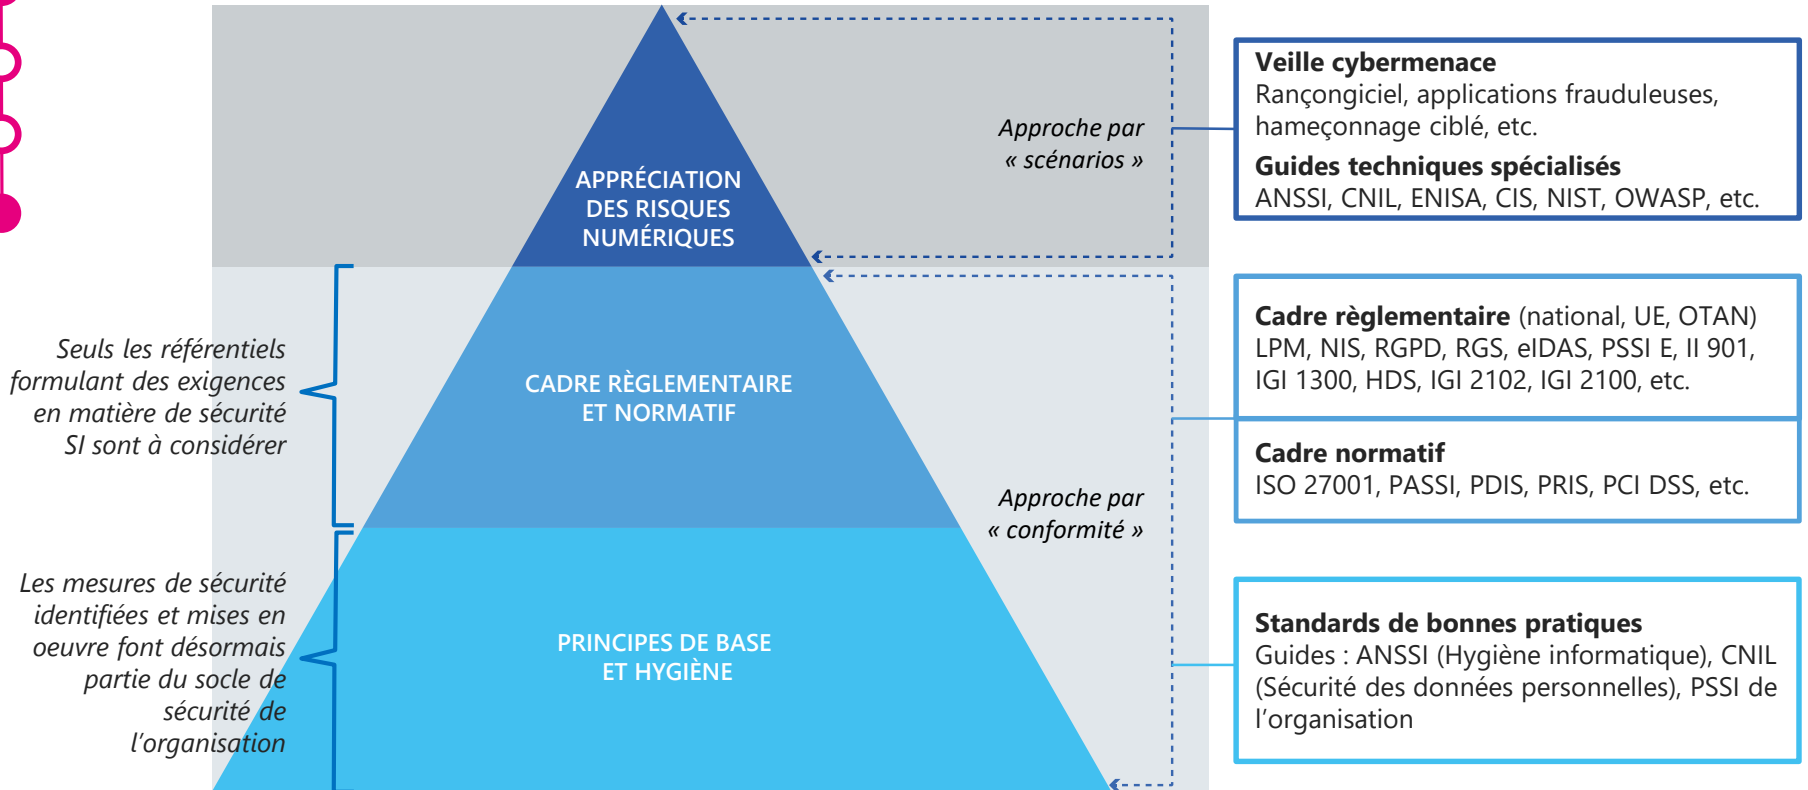 Seuls les référentiels
formulant des exigences
en matière de sécurité
SI sont à considérer
Les mesures de sécurité
identifiées et mises en
oeuvre font désormais
partie du socle de
sécurité de
l'organisation
APPRÉCIATION
DES RISQUES
NUMÉRIQUES
CADRE RÈGLEMENTAIRE
ET NORMATIF
PRINCIPES DE BASE
ET HYGIÈNE
Approche par
« scénarios »
Approche par
« conformité »
Veille cybermenace
Rançongiciel, applications frauduleuses,
hameçonnage ciblé, etc.
Guides techniques spécialisés
ANSSI, CNIL, ENISA, CIS, NIST, OWASP, etc.
Cadre règlementaire (national, UE, OTAN)
LPM, NIS, RGPD, RGS, eIDAS, PSSI E, II 901,
IGI 1300, HDS, IGI 2102, IGI 2100, etc.
Cadre normatif
ISO 27001, PASSI, PDIS, PRIS, PCI DSS, etc.
Standards de bonnes pratiques
Guides : ANSSI (Hygiène informatique), CNIL
(Sécurité des données personnelles), PSSI de
l'organisation